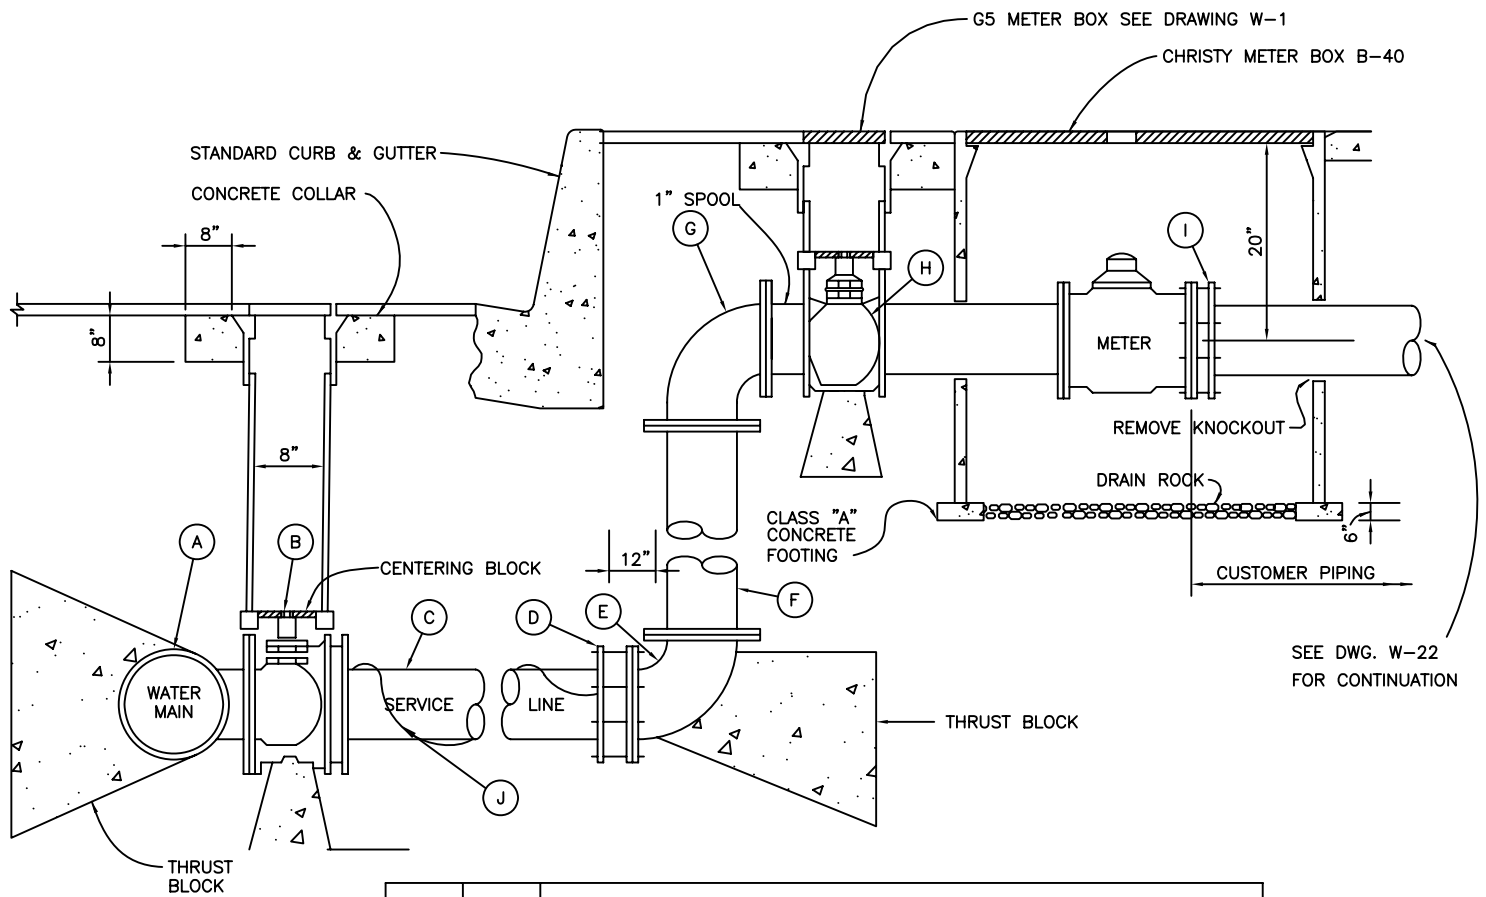 G5 METER BOX SEE DRAWING W-1
CHRISTY METER BOX B-40
STANDARD CURB & GUTTER
CONCRETE COLLAR
1" SPOOL
G
8"
I
20"
H
8"
METER
REMOVE KNOCKOUT
8"
DRAIN ROCK
CLASS "A"
CONCRETE
FOOTING
6"
A
B
12"
CENTERING BLOCK
CUSTOMER PIPING
F
C
D
E
SEE DWG. W-22
FOR CONTINUATION
WATER
MAIN
SERVICE
LINE
THRUST BLOCK
J
THRUST
BLOCK